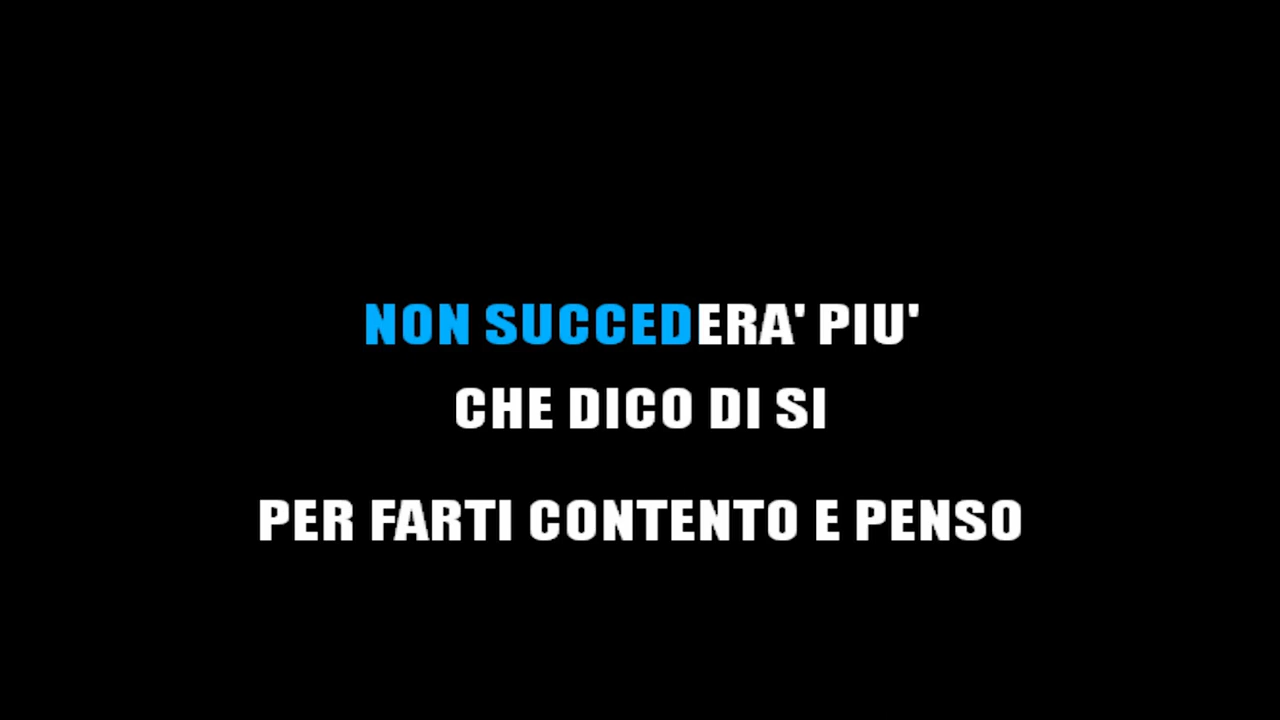 NON SUCCEDERA' PIU'
CHE DICO DI SI
PER FARTI CONTENTO E PENSO